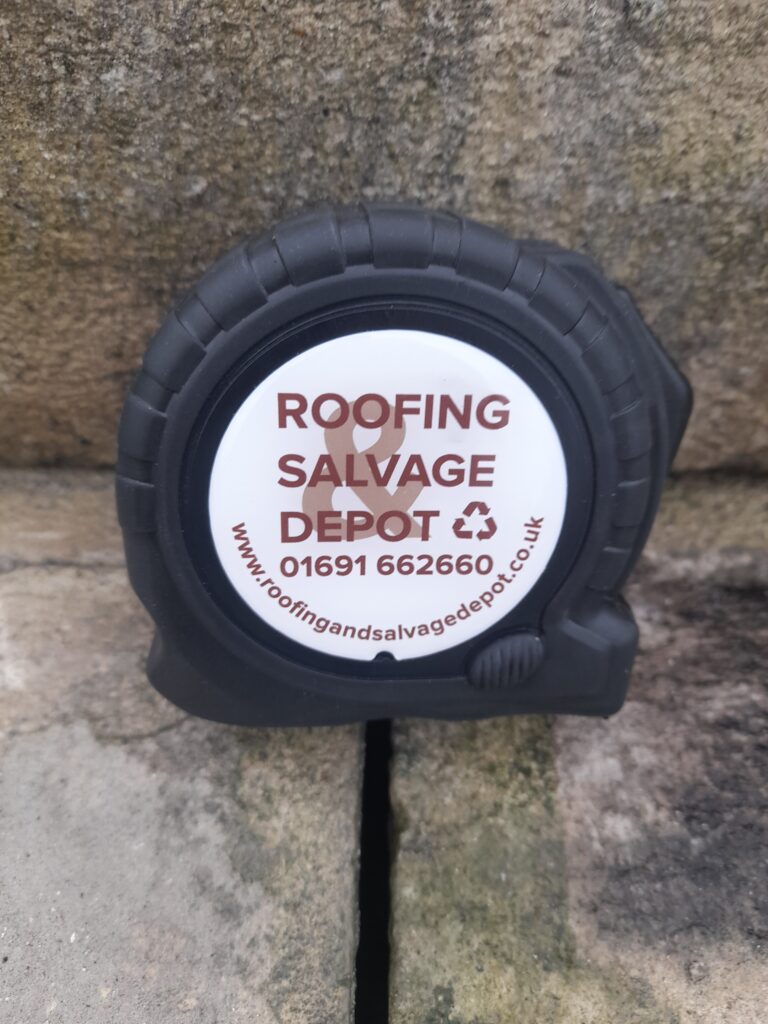 ROOFING
&
SALVAGE
DEPOT
01691 662660
www.roofingandsalvagedepot.co.uk